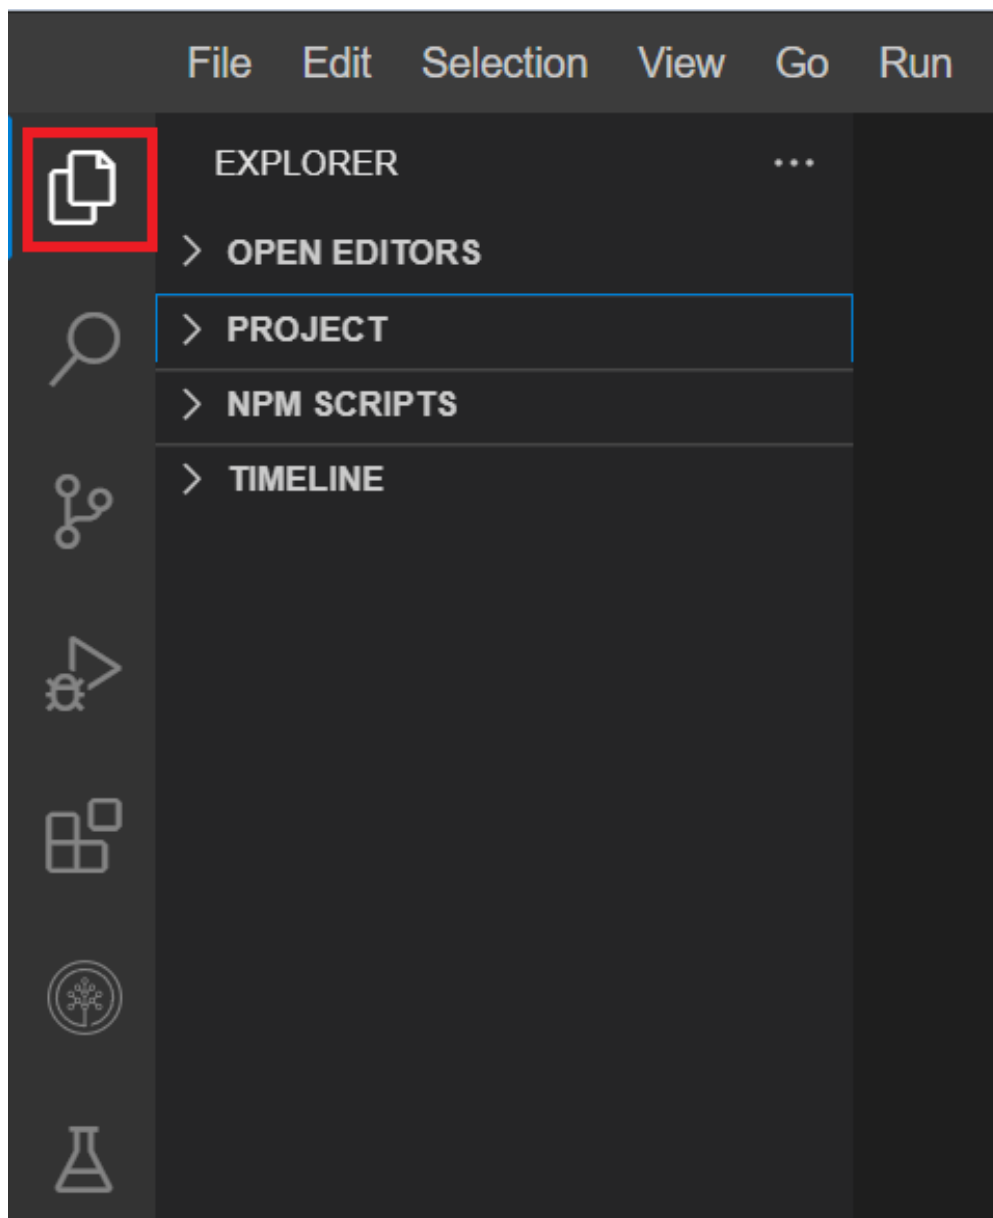 File Edit Selection View Go Run
EXPLORER ...
> OPEN EDITORS
> PROJECT
> NPM SCRIPTS
> TIMELINE